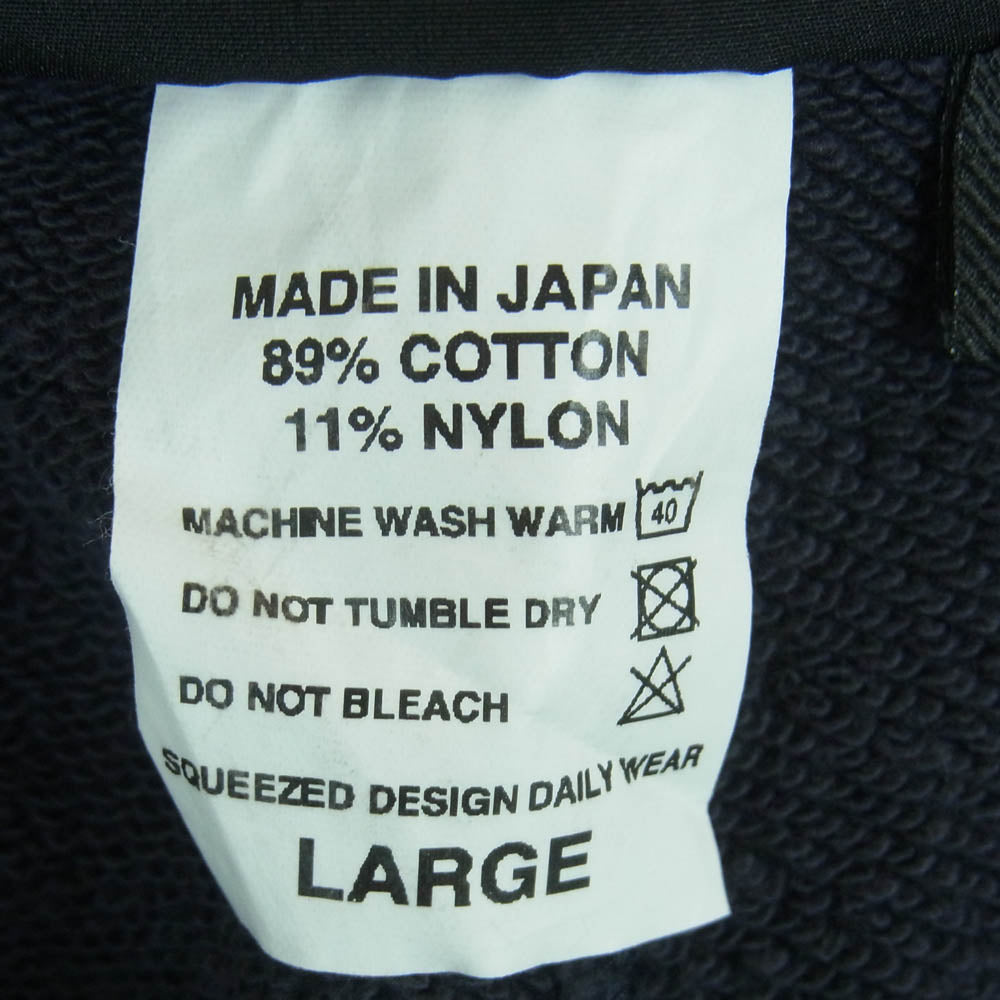 MADE IN JAPAN
89% COTTON
11% NYLON
MACHINE WASH WARM 40
DO NOT TUMBLE DRY
DO NOT BLEACH
SQUEEZED DESIGN DAILY WEAR
LARGE